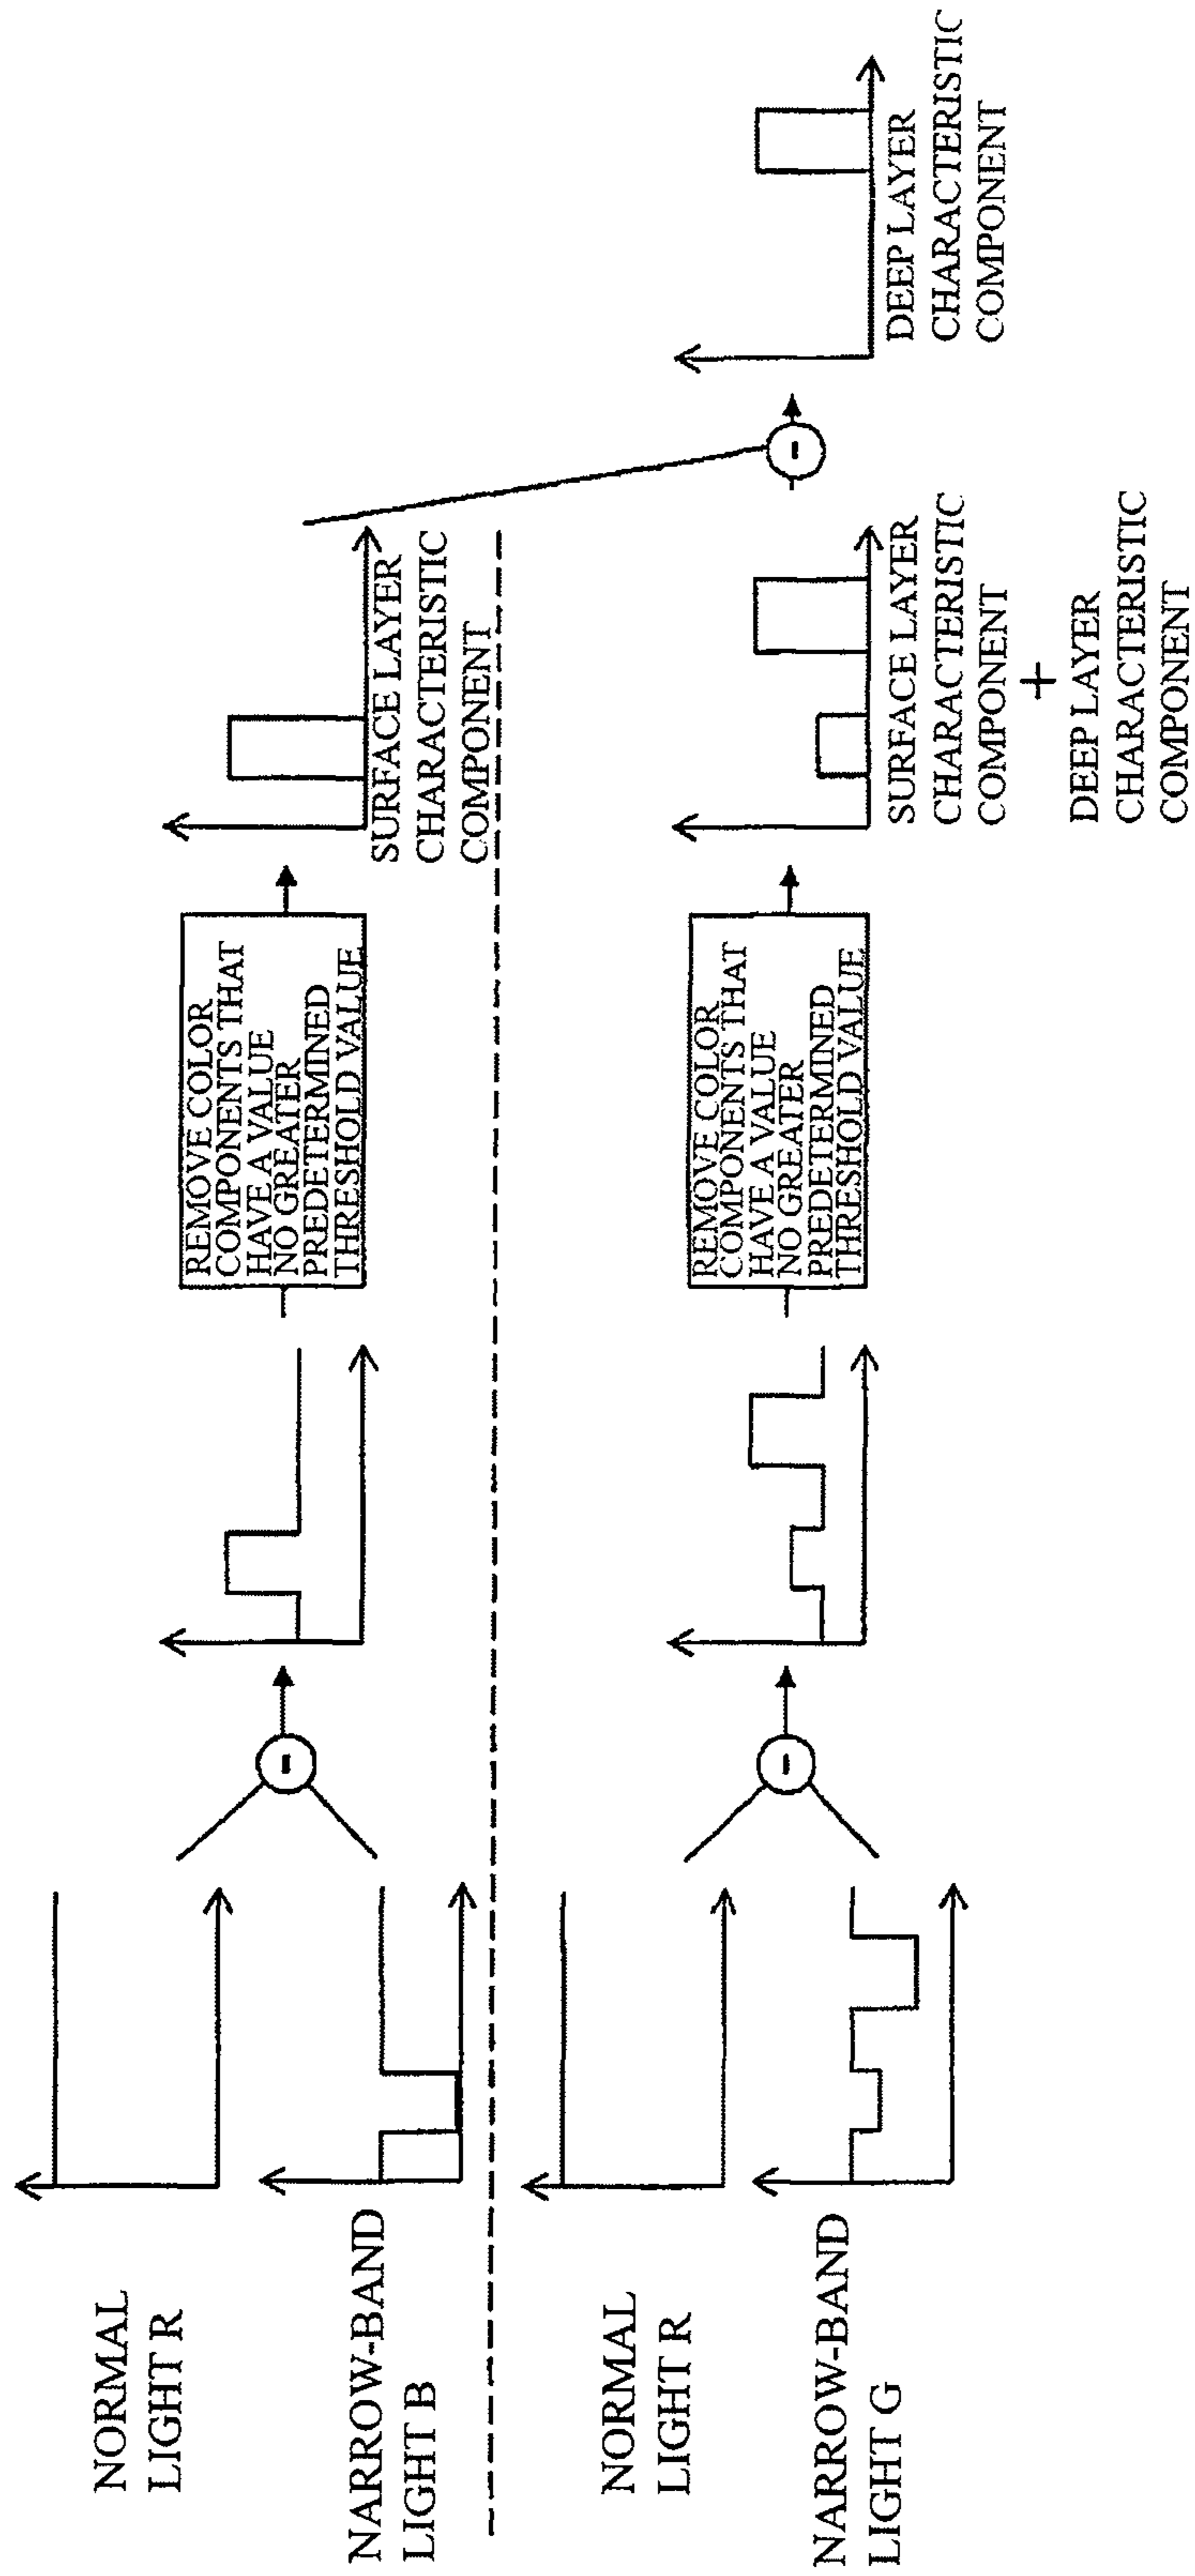 NORMAL
LIGHT R
NARROW-BAND
LIGHT B
-
REMOVE COLOR
COMPONENTS THAT
HAVE A VALUE
NO GREATER
PREDETERMINED
THRESHOLD VALUE
SURFACE LAYER
CHARACTERISTIC
COMPONENT
NORMAL
LIGHT R
NARROW-BAND
LIGHT G
-
REMOVE COLOR
COMPONENTS THAT
HAVE A VALUE
NO GREATER
PREDETERMINED
THRESHOLD VALUE
SURFACE LAYER
CHARACTERISTIC
COMPONENT
+
DEEP LAYER
CHARACTERISTIC
COMPONENT
-
DEEP LAYER
CHARACTERISTIC
COMPONENT